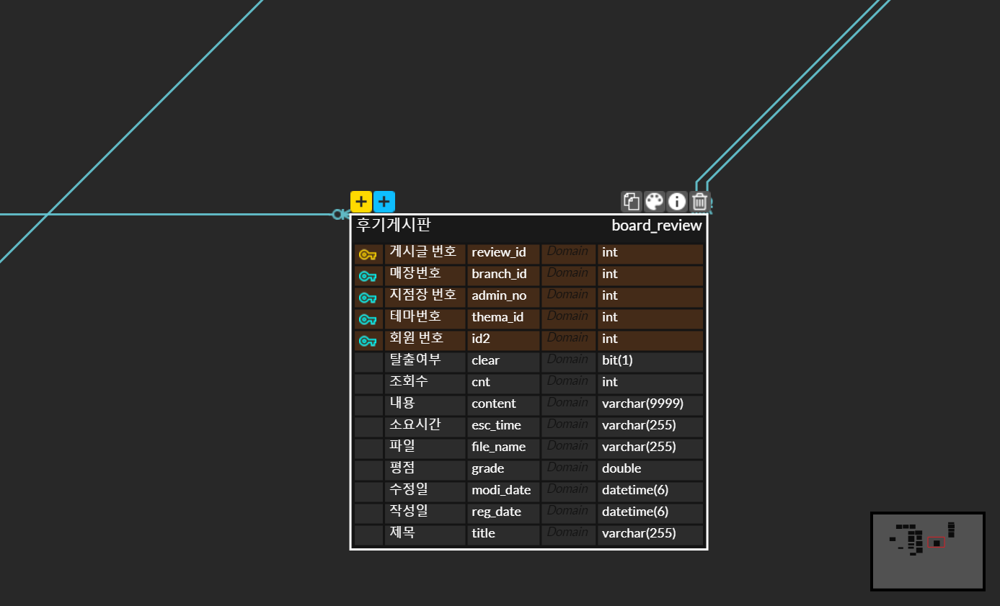 후기게시판 board_review
게시글 번호 review_id Domain int
매장번호 branch_id Domain int
지점장 번호 admin_no Domain int
테마번호 thema_id Domain int
회원 번호 id2 Domain int
탈출여부 clear Domain bit(1)
조회수 cnt Domain int
내용 content Domain varchar(9999)
소요시간 esc_time Domain varchar(255)
파일 file_name Domain varchar(255)
평점 grade Domain double
수정일 modi_date Domain datetime(6)
작성일 reg_date Domain datetime(6)
제목 title Domain varchar(255)